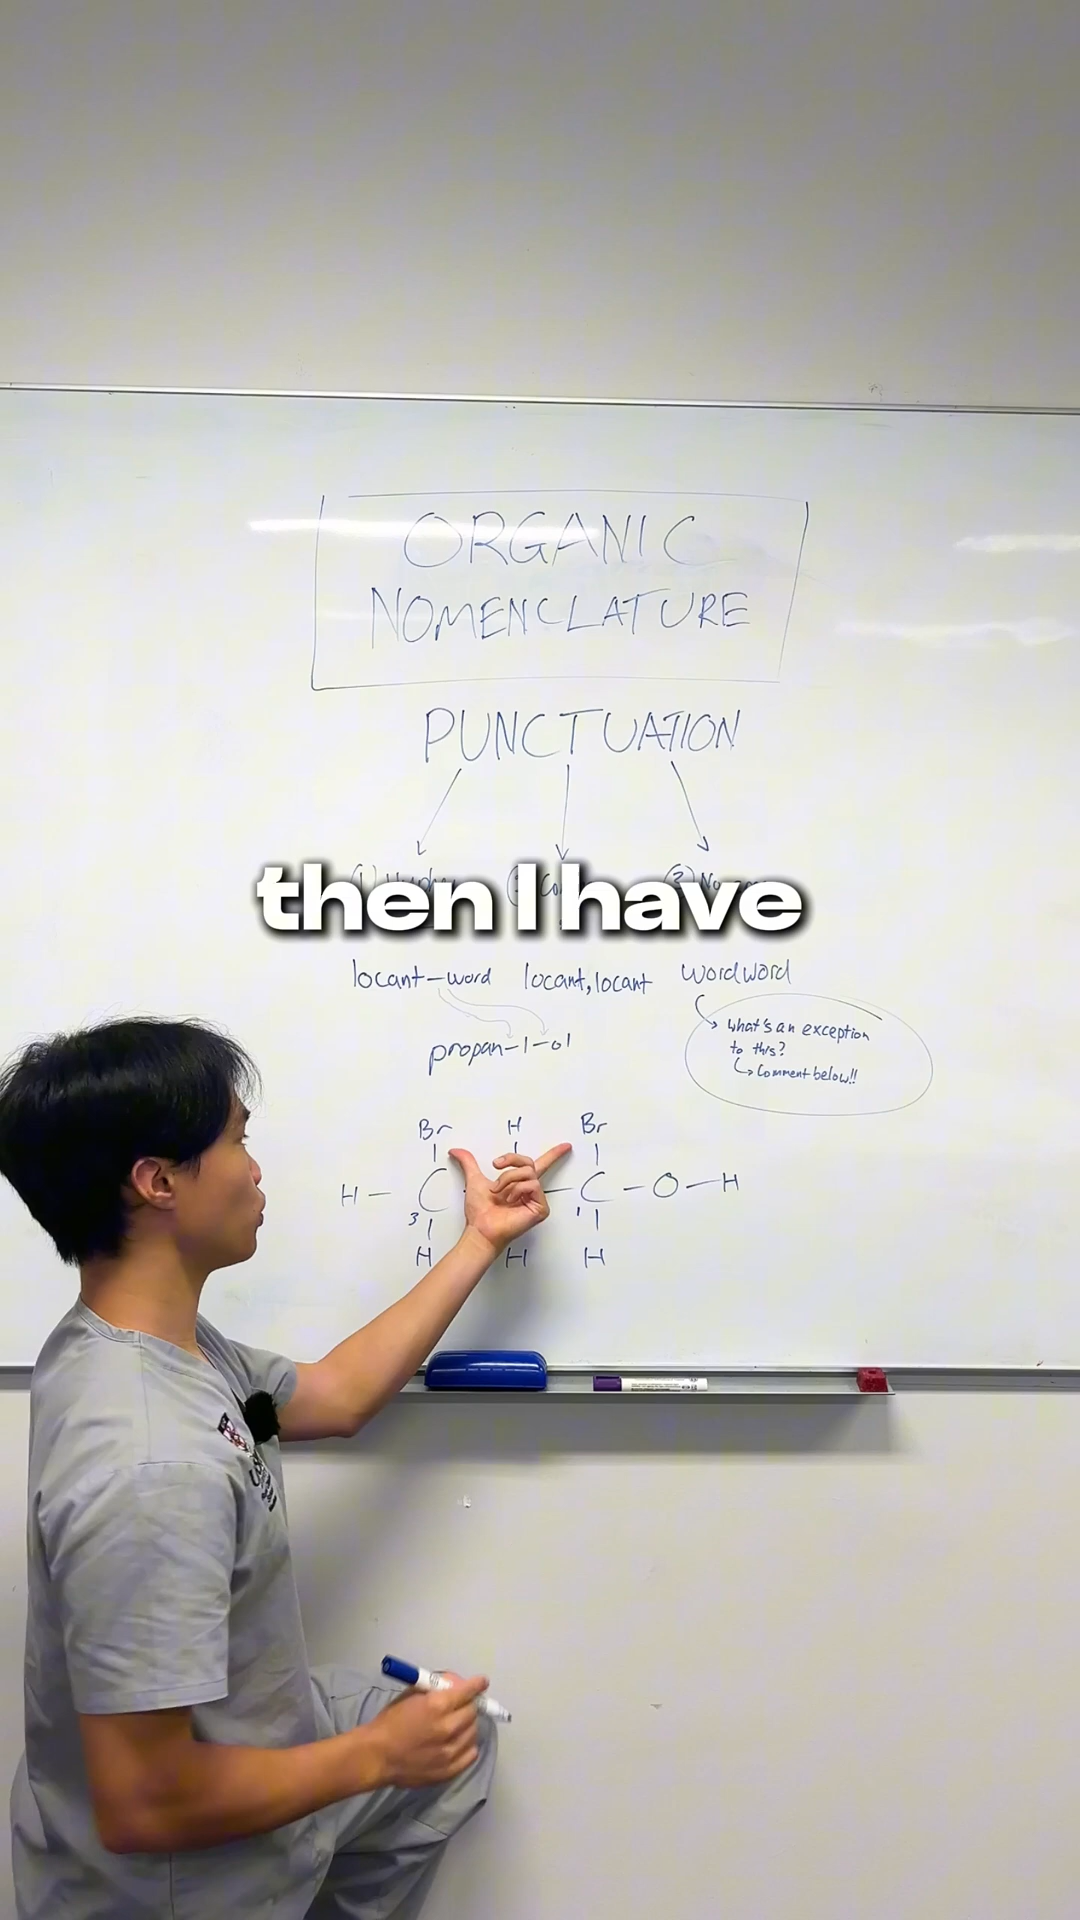 ORGANIC
NOMENCLATURE
PUNCTUATION
then I have
locant-word locant,locant wordword
what's an exception
to this?
Comment below!!
propan-1-ol
Br H Br
H C C O H
3 1
H H H